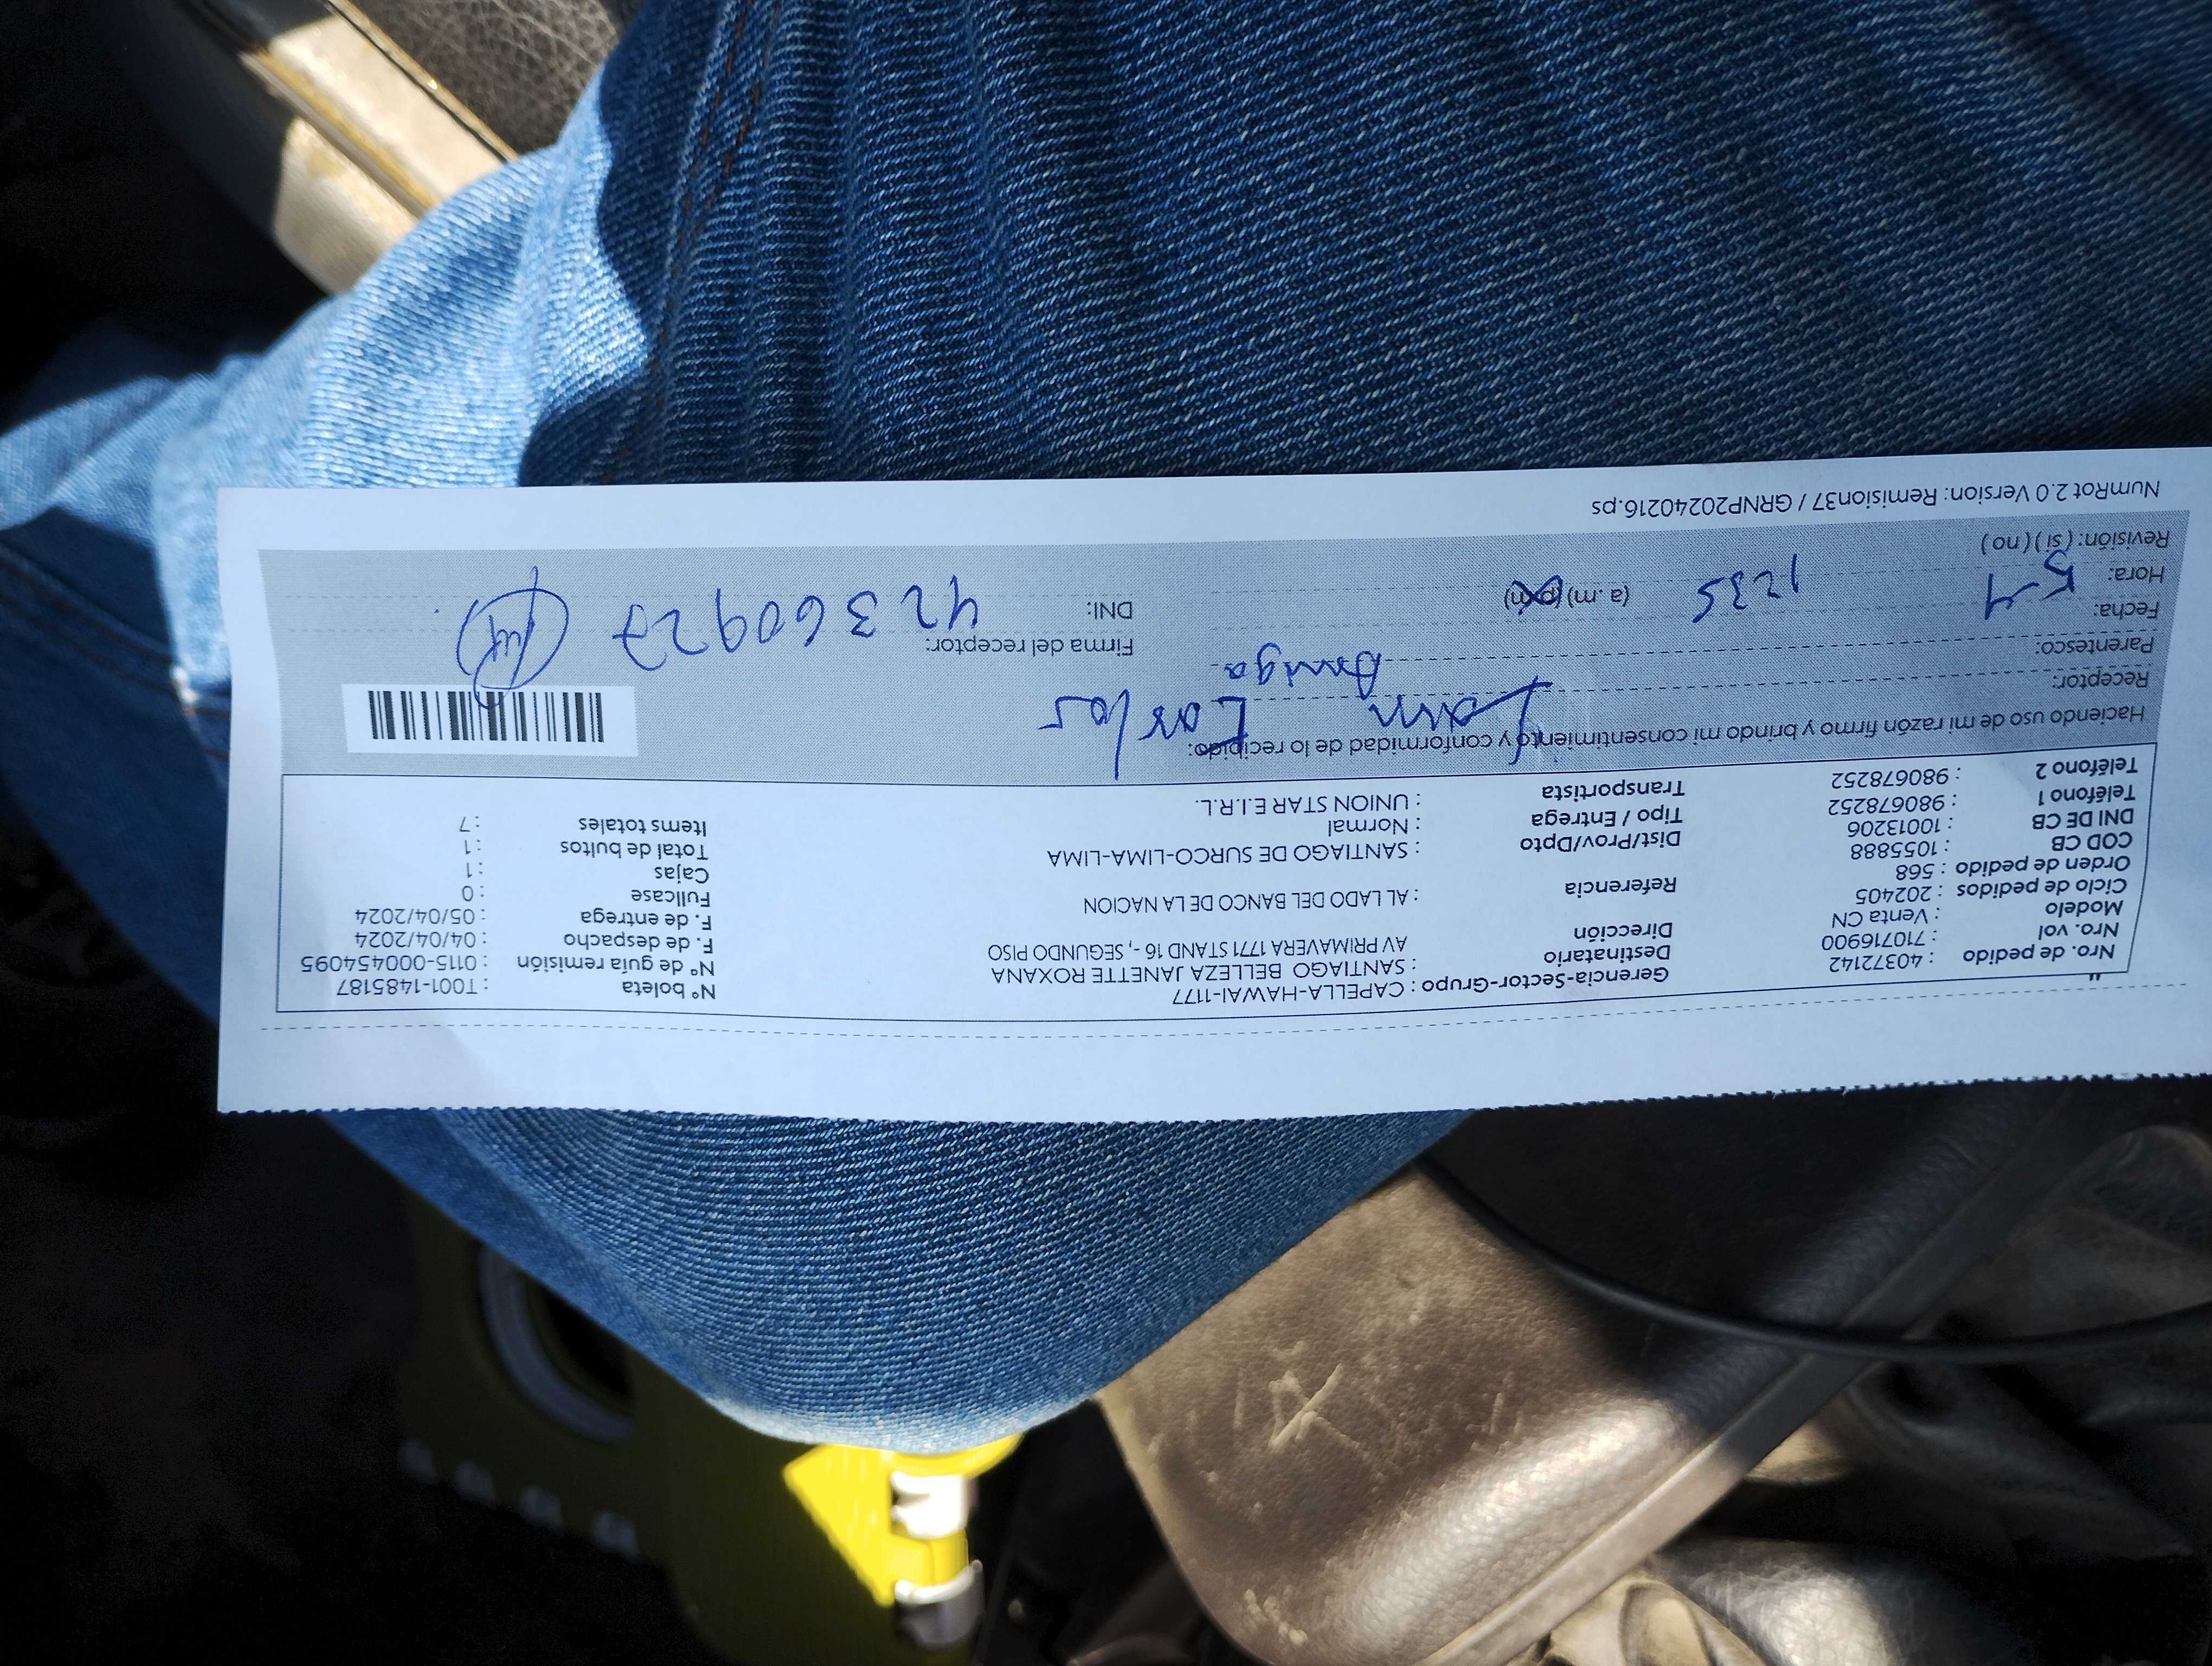 Nro. de pedido : 40372142
Nro. vol : 710716900
Modelo : Venta CN
Ciclo de pedidos : 202405
Orden de pedido : 568
COD CB : 1055888
DNI DE CB : 10013206
Teléfono 1 : 980678252
Teléfono 2 : 980678252
Gerencia-Sector-Grupo : CAPELLA-HAWAI-1177
Destinatario : SANTIAGO BELLEZA JANETTE ROXANA
Dirección AV PRIMAVERA 1771 STAND 16 -, SEGUNDO PISO
Referencia : AL LADO DEL BANCO DE LA NACION
Dist/Prov/Dpto : SANTIAGO DE SURCO-LIMA-LIMA
Tipo / Entrega : Normal
Transportista : UNION STAR E.I.R.L.
N° boleta : T001-1485187
N° de guía remisión : 0115-000454095
F. de despacho : 04/04/2024
F. de entrega : 05/04/2024
Fullcase : 0
Cajas : 1
Total de bultos : 1
Items totales : 7
Haciendo uso de mi razón firmo y brindo mi consentimiento y conformidad de lo recibido:
Receptor:
Parentesco: Amiga
Fecha: 5-4
Hora: 1235 (a.m) (pm)
Revisión: (si) (no)
Firma del receptor:
DNI: 42360927
NumRot 2.0 Version: Remision37 / GRNP20240216.ps